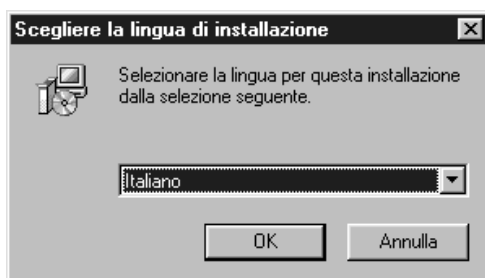 Scegliere la lingua di installazione
Selezionare la lingua per questa installazione
dalla selezione seguente.
Italiano
OK
Annulla